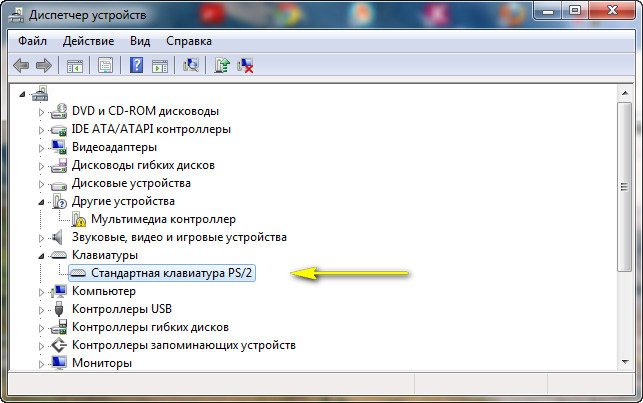 Диспетчер устройств
Файл Действие Вид Справка
DVD и CD-ROM дисководы
IDE ATA/ATAPI контроллеры
Видеоадаптеры
Дисководы гибких дисков
Дисковые устройства
Другие устройства
Мультимедиа контроллер
Звуковые, видео и игровые устройства
Клавиатуры
Стандартная клавиатура PS/2
Компьютер
Контроллеры USB
Контроллеры гибких дисков
Контроллеры запоминающих устройств
Мониторы